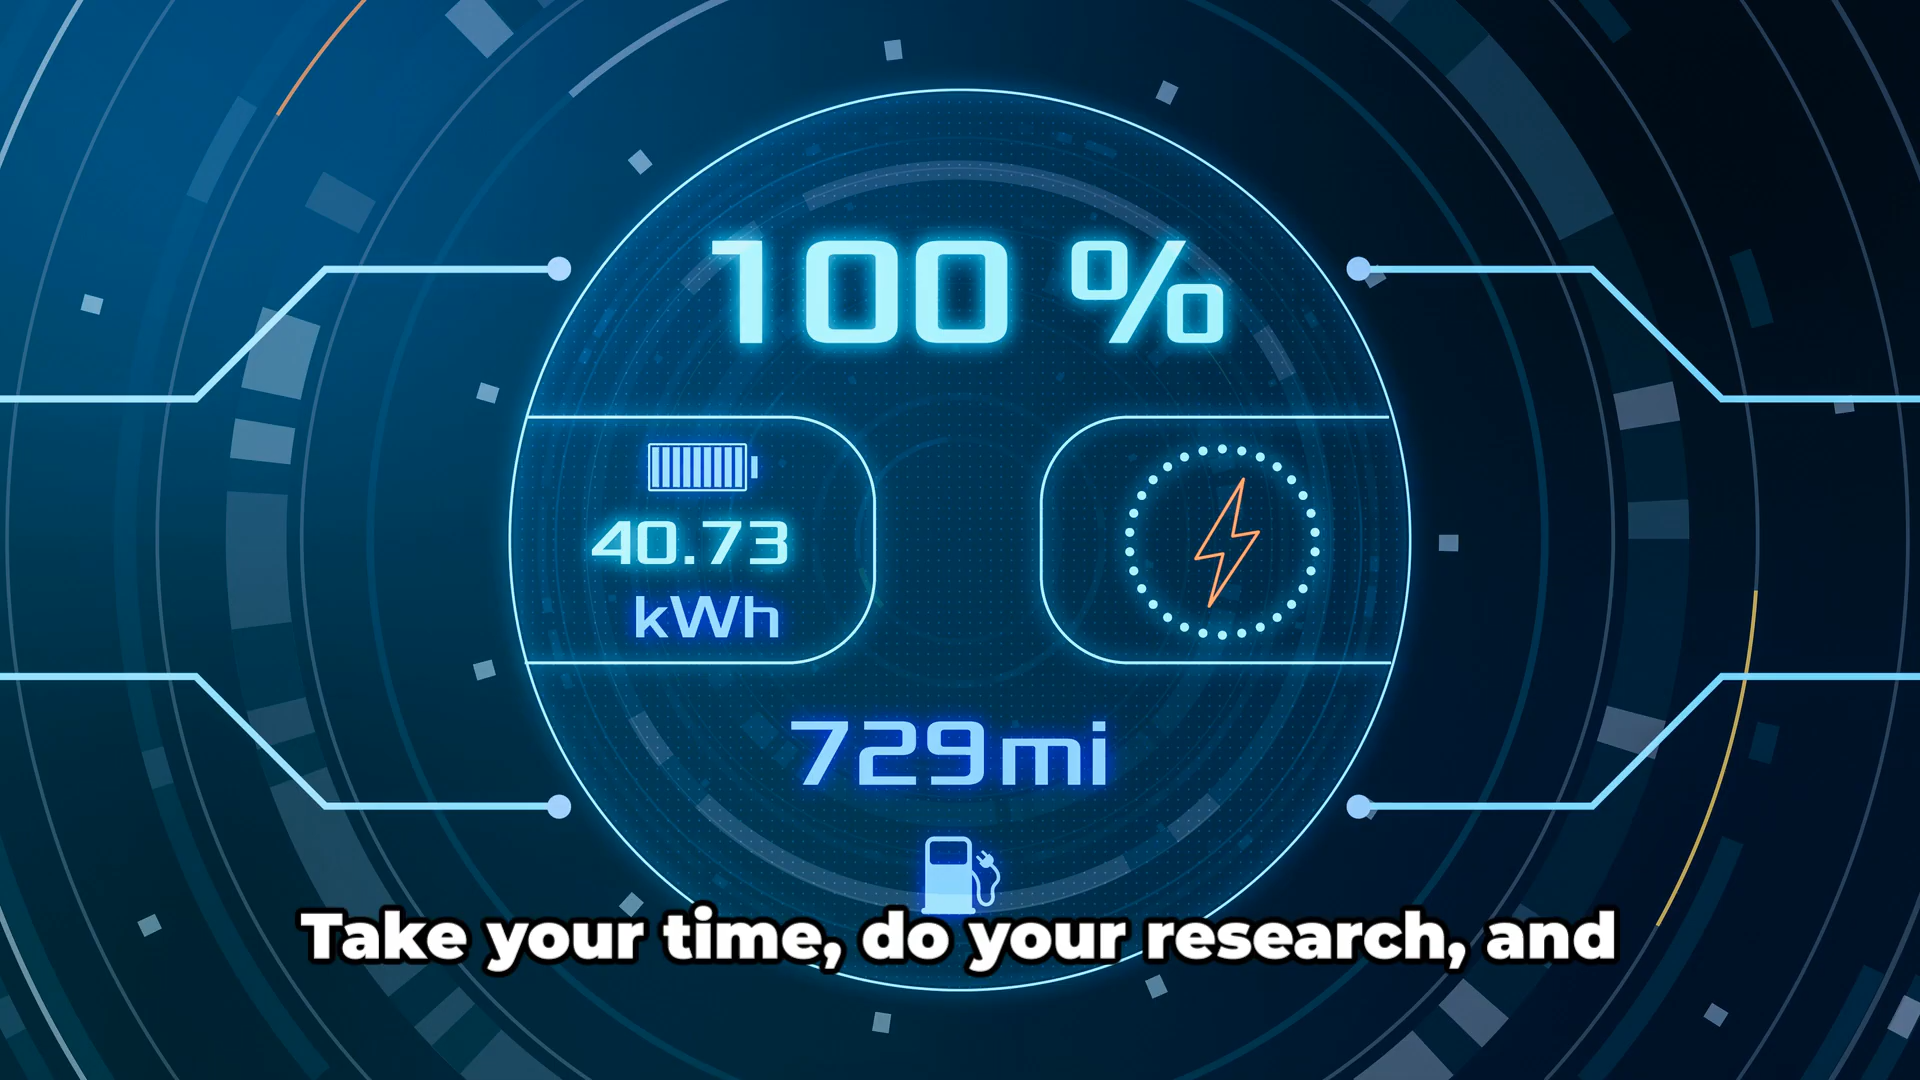 100 %
40.73
kWh
729mi
Take your time, do your research, and